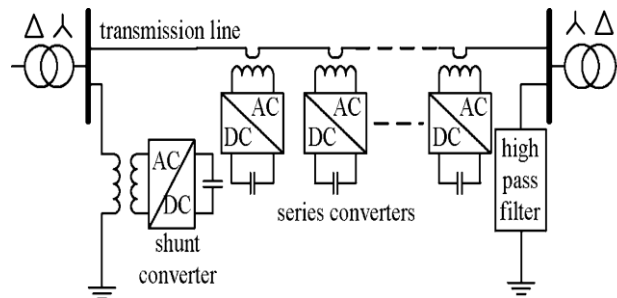 transmission line
AC
DC
AC
DC
AC
DC
AC
DC
series converters
shunt
converter
high
pass
filter